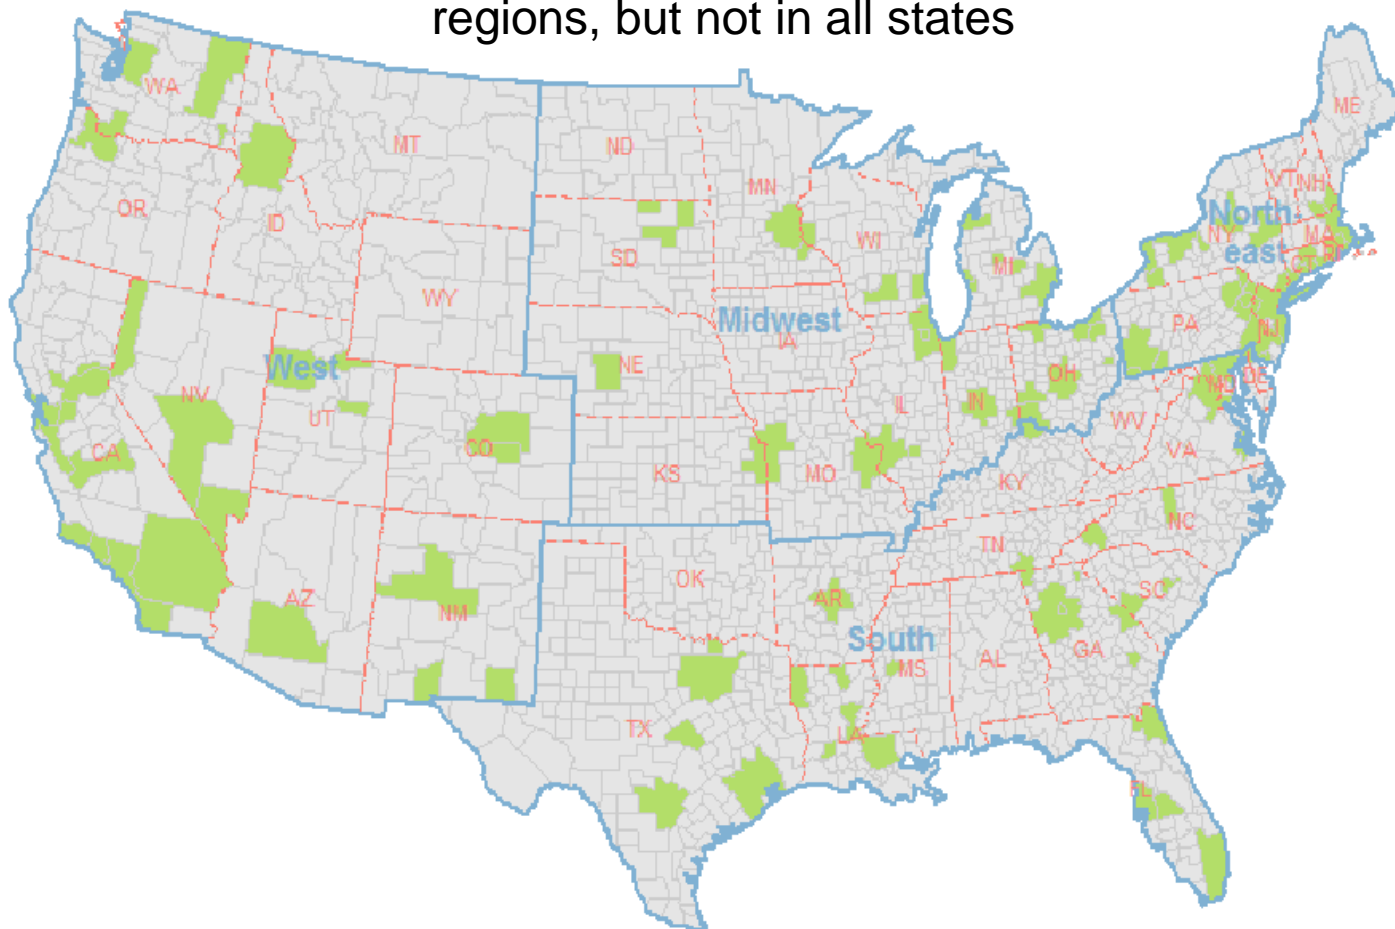 regions, but not in all states
WA
MT
ND
ME
MN
VT
NH
OR
ID
North-
east
WI
NY
MA
SD
MI
CT
WY
Midwest
IA
PA
NJ
West
NE
OH
DE
MD
NV
UT
IL
IN
WV
CO
CA
KS
MO
VA
KY
NC
TN
OK
AZ
AR
NM
SC
South
MS
AL
GA
TX
LA
FL